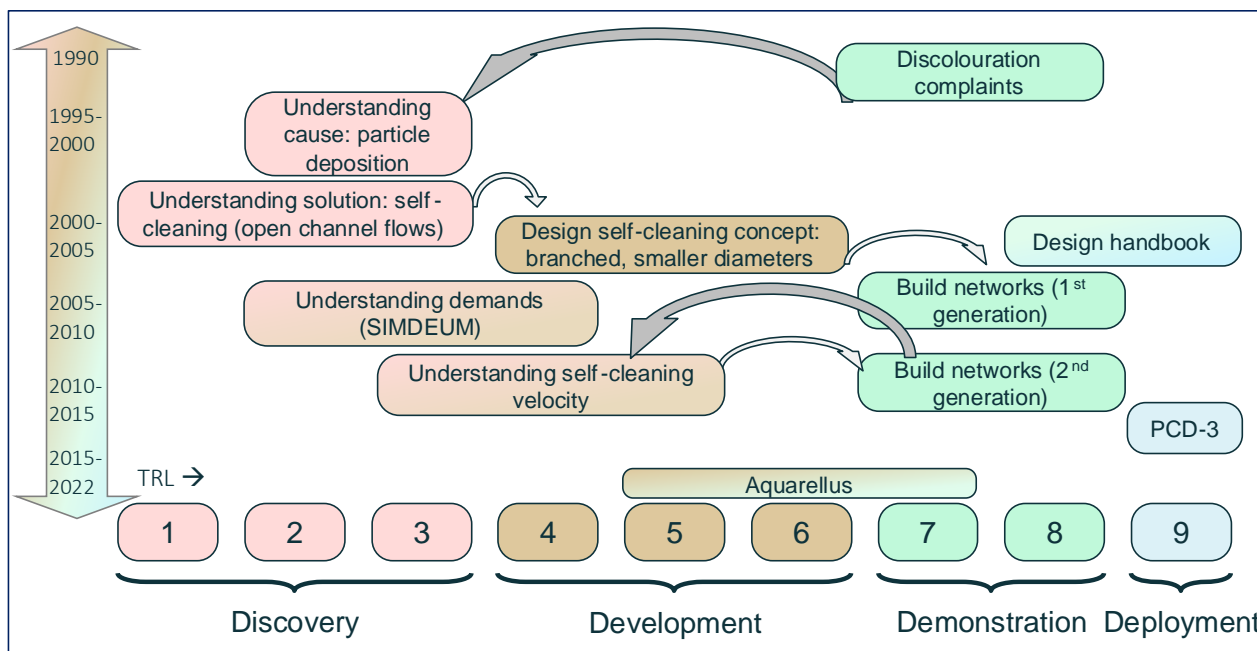 1990
Discolouration
complaints
Understanding
cause: particle
deposition
1995-
2000
Understanding solution: self-
cleaning (open channel flows)
2000-
2005
Design self-cleaning concept:
branched, smaller diameters
Design handbook
Understanding demands
(SIMDEUM)
Build networks (1st
generation)
2005-
2010
Understanding self-cleaning
velocity
Build networks (2nd
generation)
2010-
2015
PCD-3
2015-
2022
TRL →
Aquarellus
1 2 3 4 5 6 7 8 9
Discovery Development Demonstration Deployment